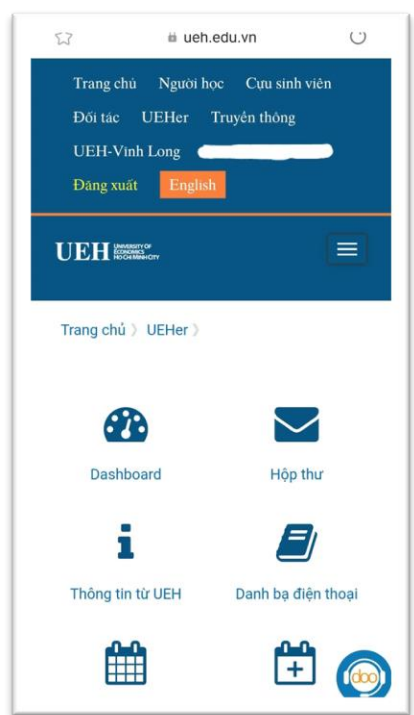 ueh.edu.vn
Trang chủ Người học Cựu sinh viên
Đối tác UEHer Truyền thông
UEH-Vinh Long
Đăng xuất English
UEH UNIVERSITY OF
ECONOMICS
HO CHI MINH CITY
Trang chủ UEHer
Dashboard Hộp thư
Thông tin từ UEH Danh bạ điện thoại
doo